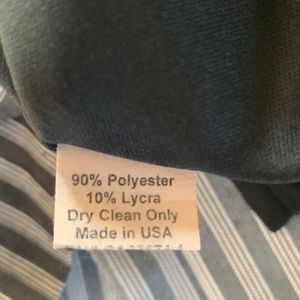 90% Polyester
10% Lycra
Dry Clean Only
Made in USA